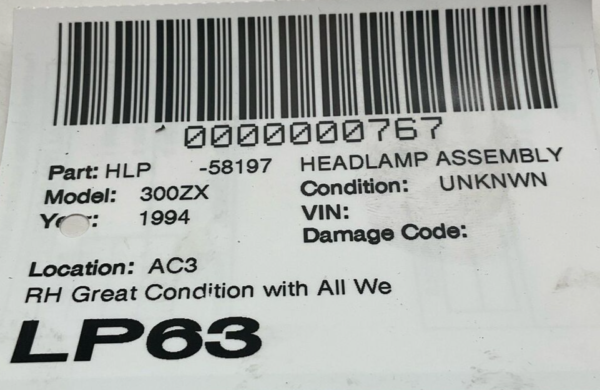 0000000767
Part: HLP -58197 HEADLAMP ASSEMBLY
Model: 300ZX Condition: UNKNWN
1994 VIN:
Damage Code:
Location: AC3
RH Great Condition with All We
LP63